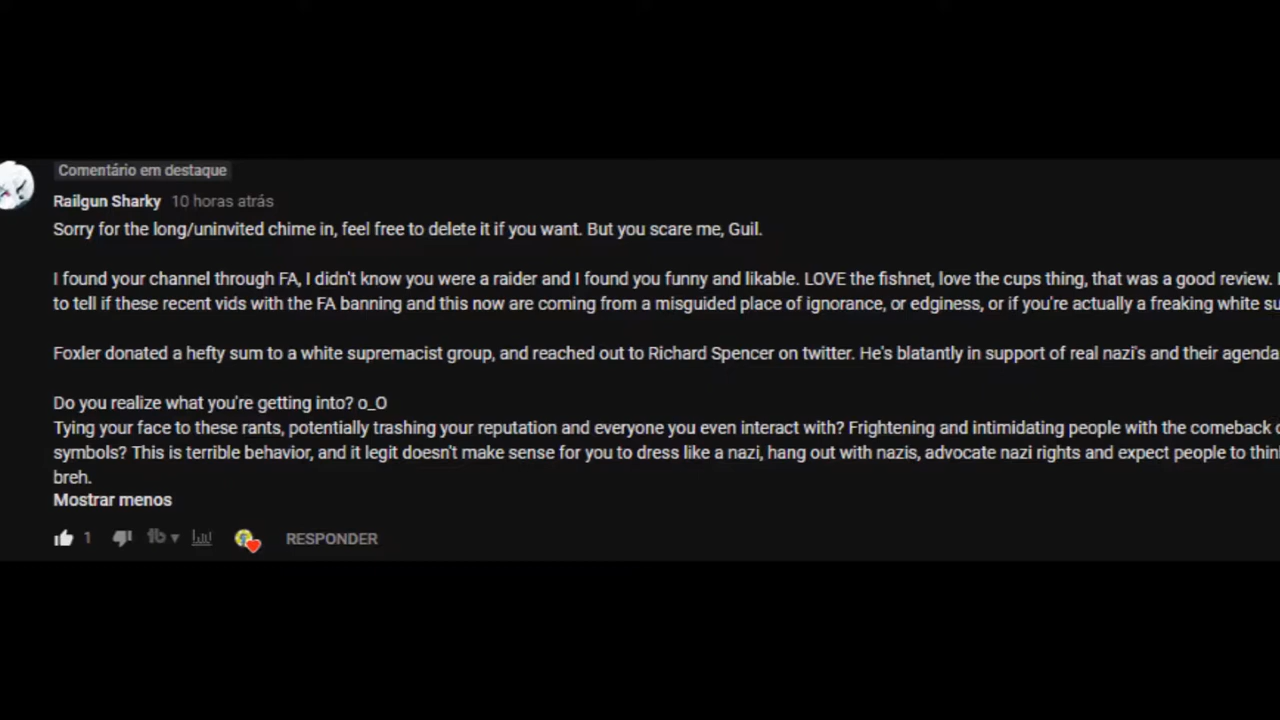 Comentário em destaque
Railgun Sharky 10 horas atrás
Sorry for the long/uninvited chime in, feel free to delete it if you want. But you scare me, Guil.
I found your channel through FA, I didn't know you were a raider and I found you funny and likable. LOVE the fishnet, love the cups thing, that was a good review.
to tell if these recent vids with the FA banning and this now are coming from a misguided place of ignorance, or edginess, or if you're actually a freaking white su
Foxler donated a hefty sum to a white supremacist group, and reached out to Richard Spencer on twitter. He's blatantly in support of real nazi's and their agenda
Do you realize what you're getting into? o_O
Tying your face to these rants, potentially trashing your reputation and everyone you even interact with? Frightening and intimidating people with the comeback
symbols? This is terrible behavior, and it legit doesn't make sense for you to dress like a nazi, hang out with nazis, advocate nazi rights and expect people to thin
breh.
Mostrar menos
1 RESPONDER